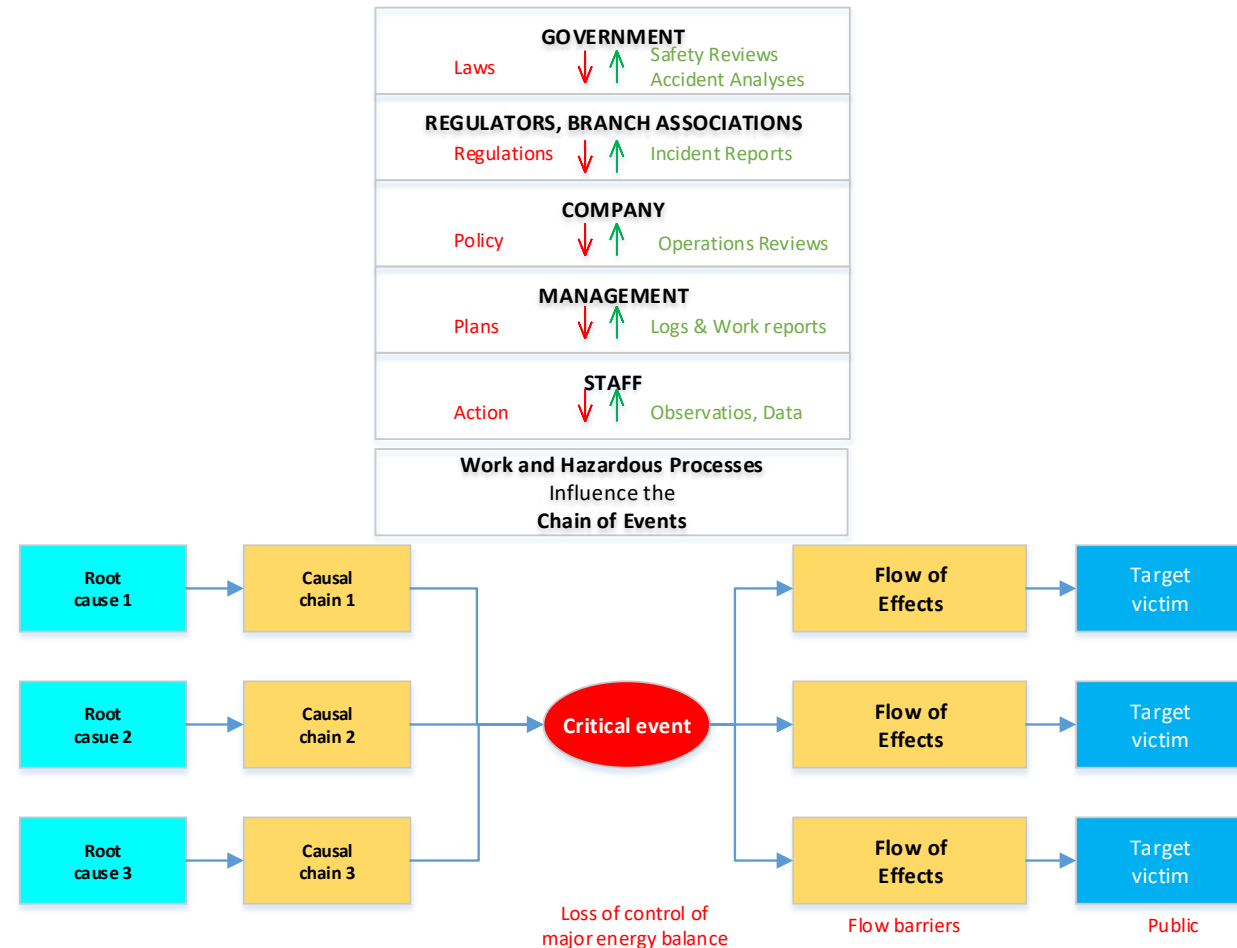 GOVERNMENT
Laws
Safety Reviews
Accident Analyses
REGULATORS, BRANCH ASSOCIATIONS
Regulations
Incident Reports
COMPANY
Policy
Operations Reviews
MANAGEMENT
Plans
Logs & Work reports
STAFF
Action
Observatios, Data
Work and Hazardous Processes
Influence the
Chain of Events
Root
cause 1
Causal
chain 1
Flow of
Effects
Target
victim
Root
casue 2
Causal
chain 2
Critical event
Flow of
Effects
Target
victim
Root
cause 3
Causal
chain 3
Flow of
Effects
Target
victim
Loss of control of
major energy balance
Flow barriers
Public